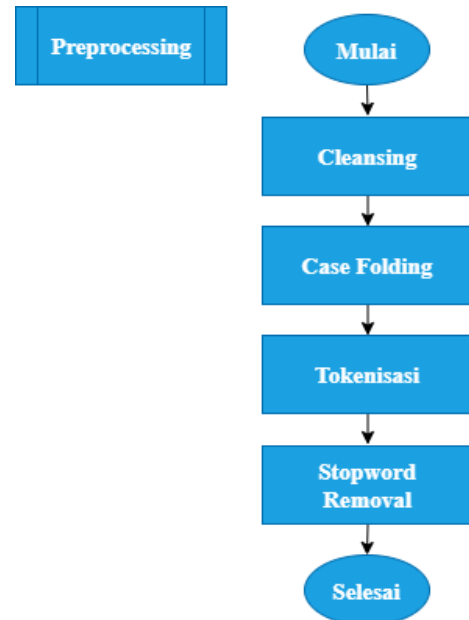 Preprocessing
Mulai
Cleansing
Case Folding
Tokenisasi
Stopword
Removal
Selesai